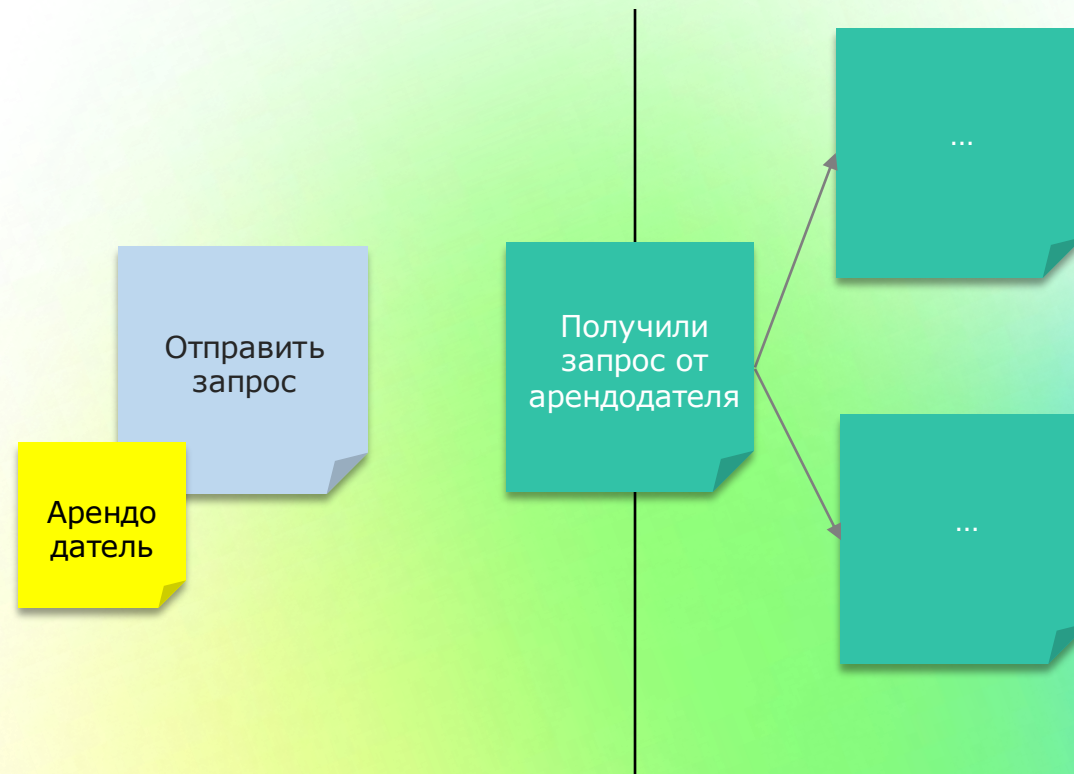 ...
Отправить
запрос
Получили
запрос от
арендодателя
Арендо
датель
...